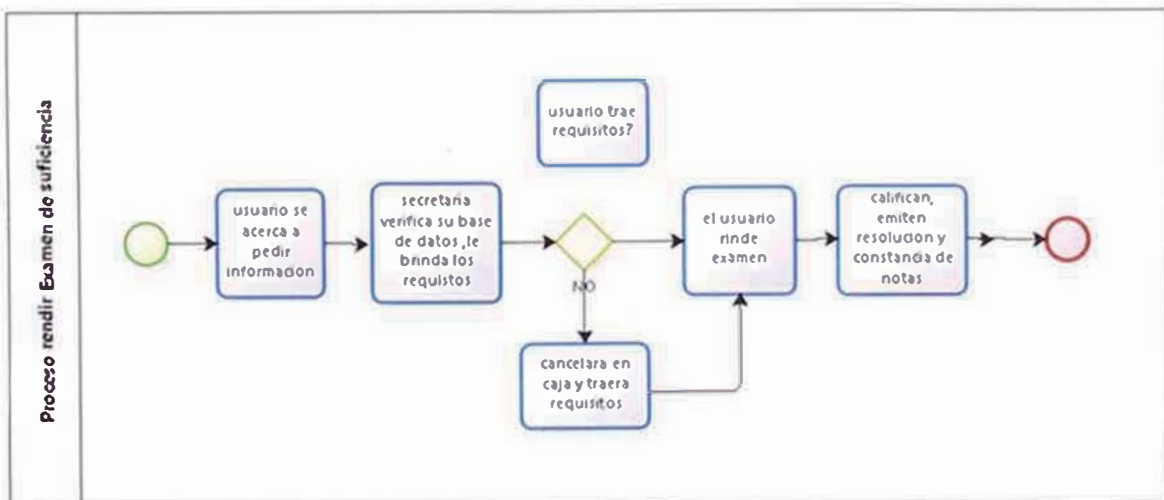 Proceso rendir Examen de suficiencia
usuario trae
requisitos?
usuario se
acerca a
pedir
informacion
secretaria
verifica su base
de datos ,le
brinda los
requistos
NO
cancelara en
caja y traera
requisitos
el usuario
rinde
examen
califican,
emiten
resolucion y
constancia de
notas